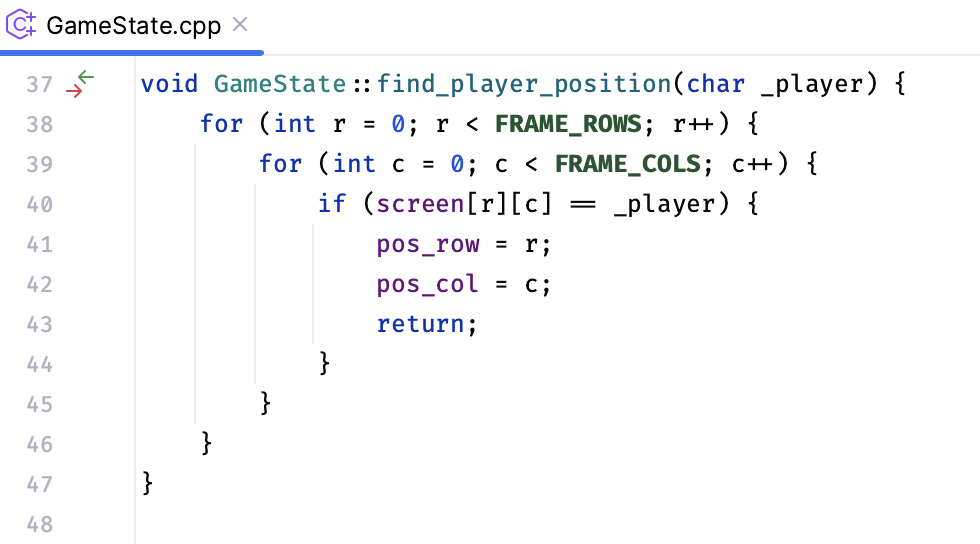 GameState.cpp
37 void GameState::find_player_position(char _player) {
38 for (int r = 0; r < FRAME_ROWS; r++) {
39 for (int c = 0; c < FRAME_COLS; c++) {
40 if (screen[r][c] == _player) {
41 pos_row = r;
42 pos_col = c;
43 return;
44 }
45 }
46 }
47 }
48